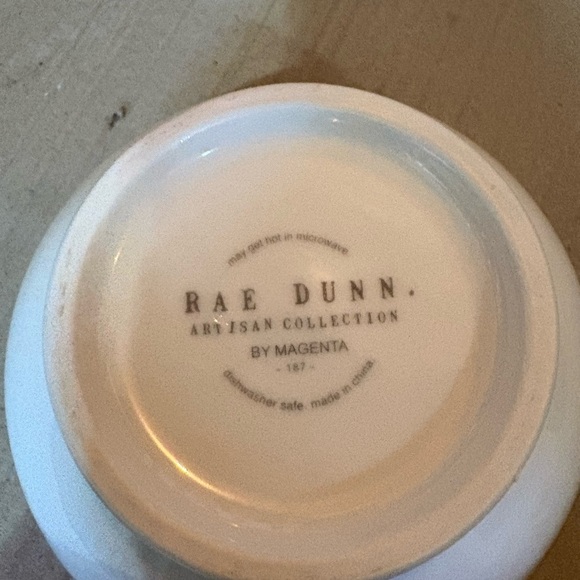 may get hot in microwave
RAE DUNN.
ARTISAN COLLECTION
BY MAGENTA
- 187 -
dishwasher safe. made in china.